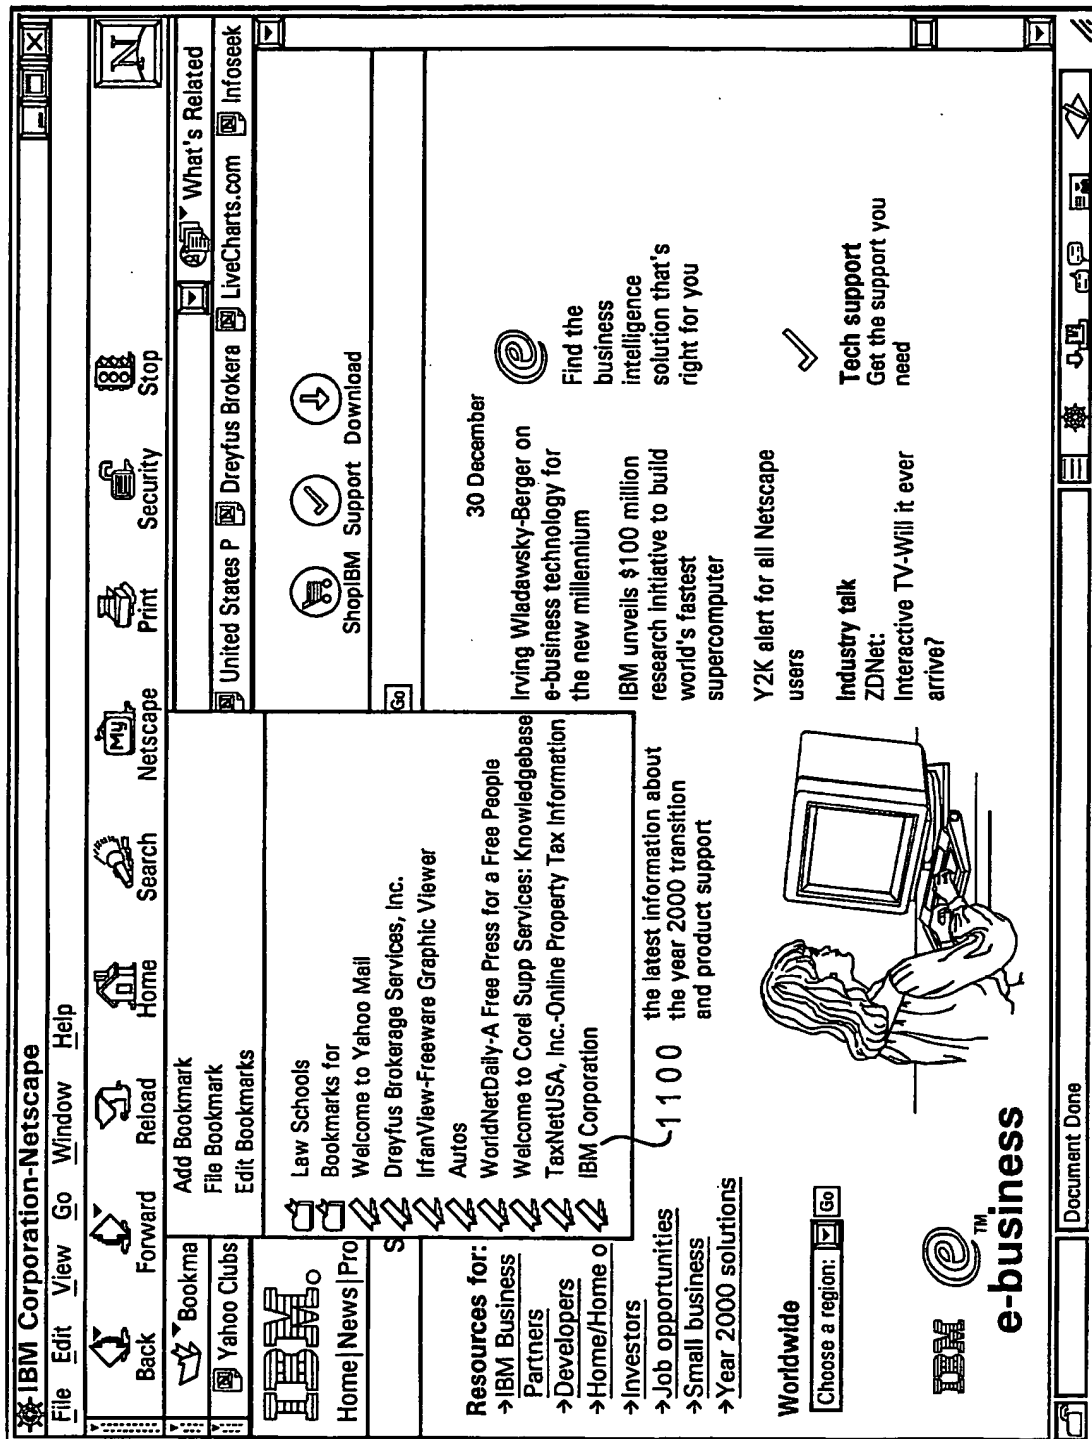 IBM Corporation-Netscape
File Edit View Go Window Help
Back Forward Reload Home Search Netscape Print Security Stop
My
N
Bookma
What's Related
Add Bookmark
File Bookmark
Edit Bookmarks
Yahoo Clubs
United States P Dreyfus Brokera LiveCharts.com Infoseek
Law Schools
Bookmarks for
Welcome to Yahoo Mail
Dreyfus Brokerage Services, Inc.
IrfanView-Freeware Graphic Viewer
Autos
WorldNetDaily-A Free Press for a Free People
Welcome to Corel Supp Services: Knowledgebase
TaxNetUSA, Inc.-Online Property Tax Information
IBM Corporation
1100
IBM
Home|News|Pro
S
Go
ShopIBM Support Download
Resources for:
→IBM Business
Partners
→Developers
→Home/Home o
→Investors
→Job opportunities
→Small business
→Year 2000 solutions
the latest information about
the year 2000 transition
and product support
30 December
Irving Wladawsky-Berger on
e-business technology for
the new millennium
IBM unveils $100 million
research initiative to build
world's fastest
supercomputer
Y2K alert for all Netscape
users
Industry talk
ZDNet:
Interactive TV-Will it ever
arrive?
Find the
business
intelligence
solution that's
right for you
Tech support
Get the support you
need
Worldwide
Choose a region: Go
IBM e TM
e-business
Document Done